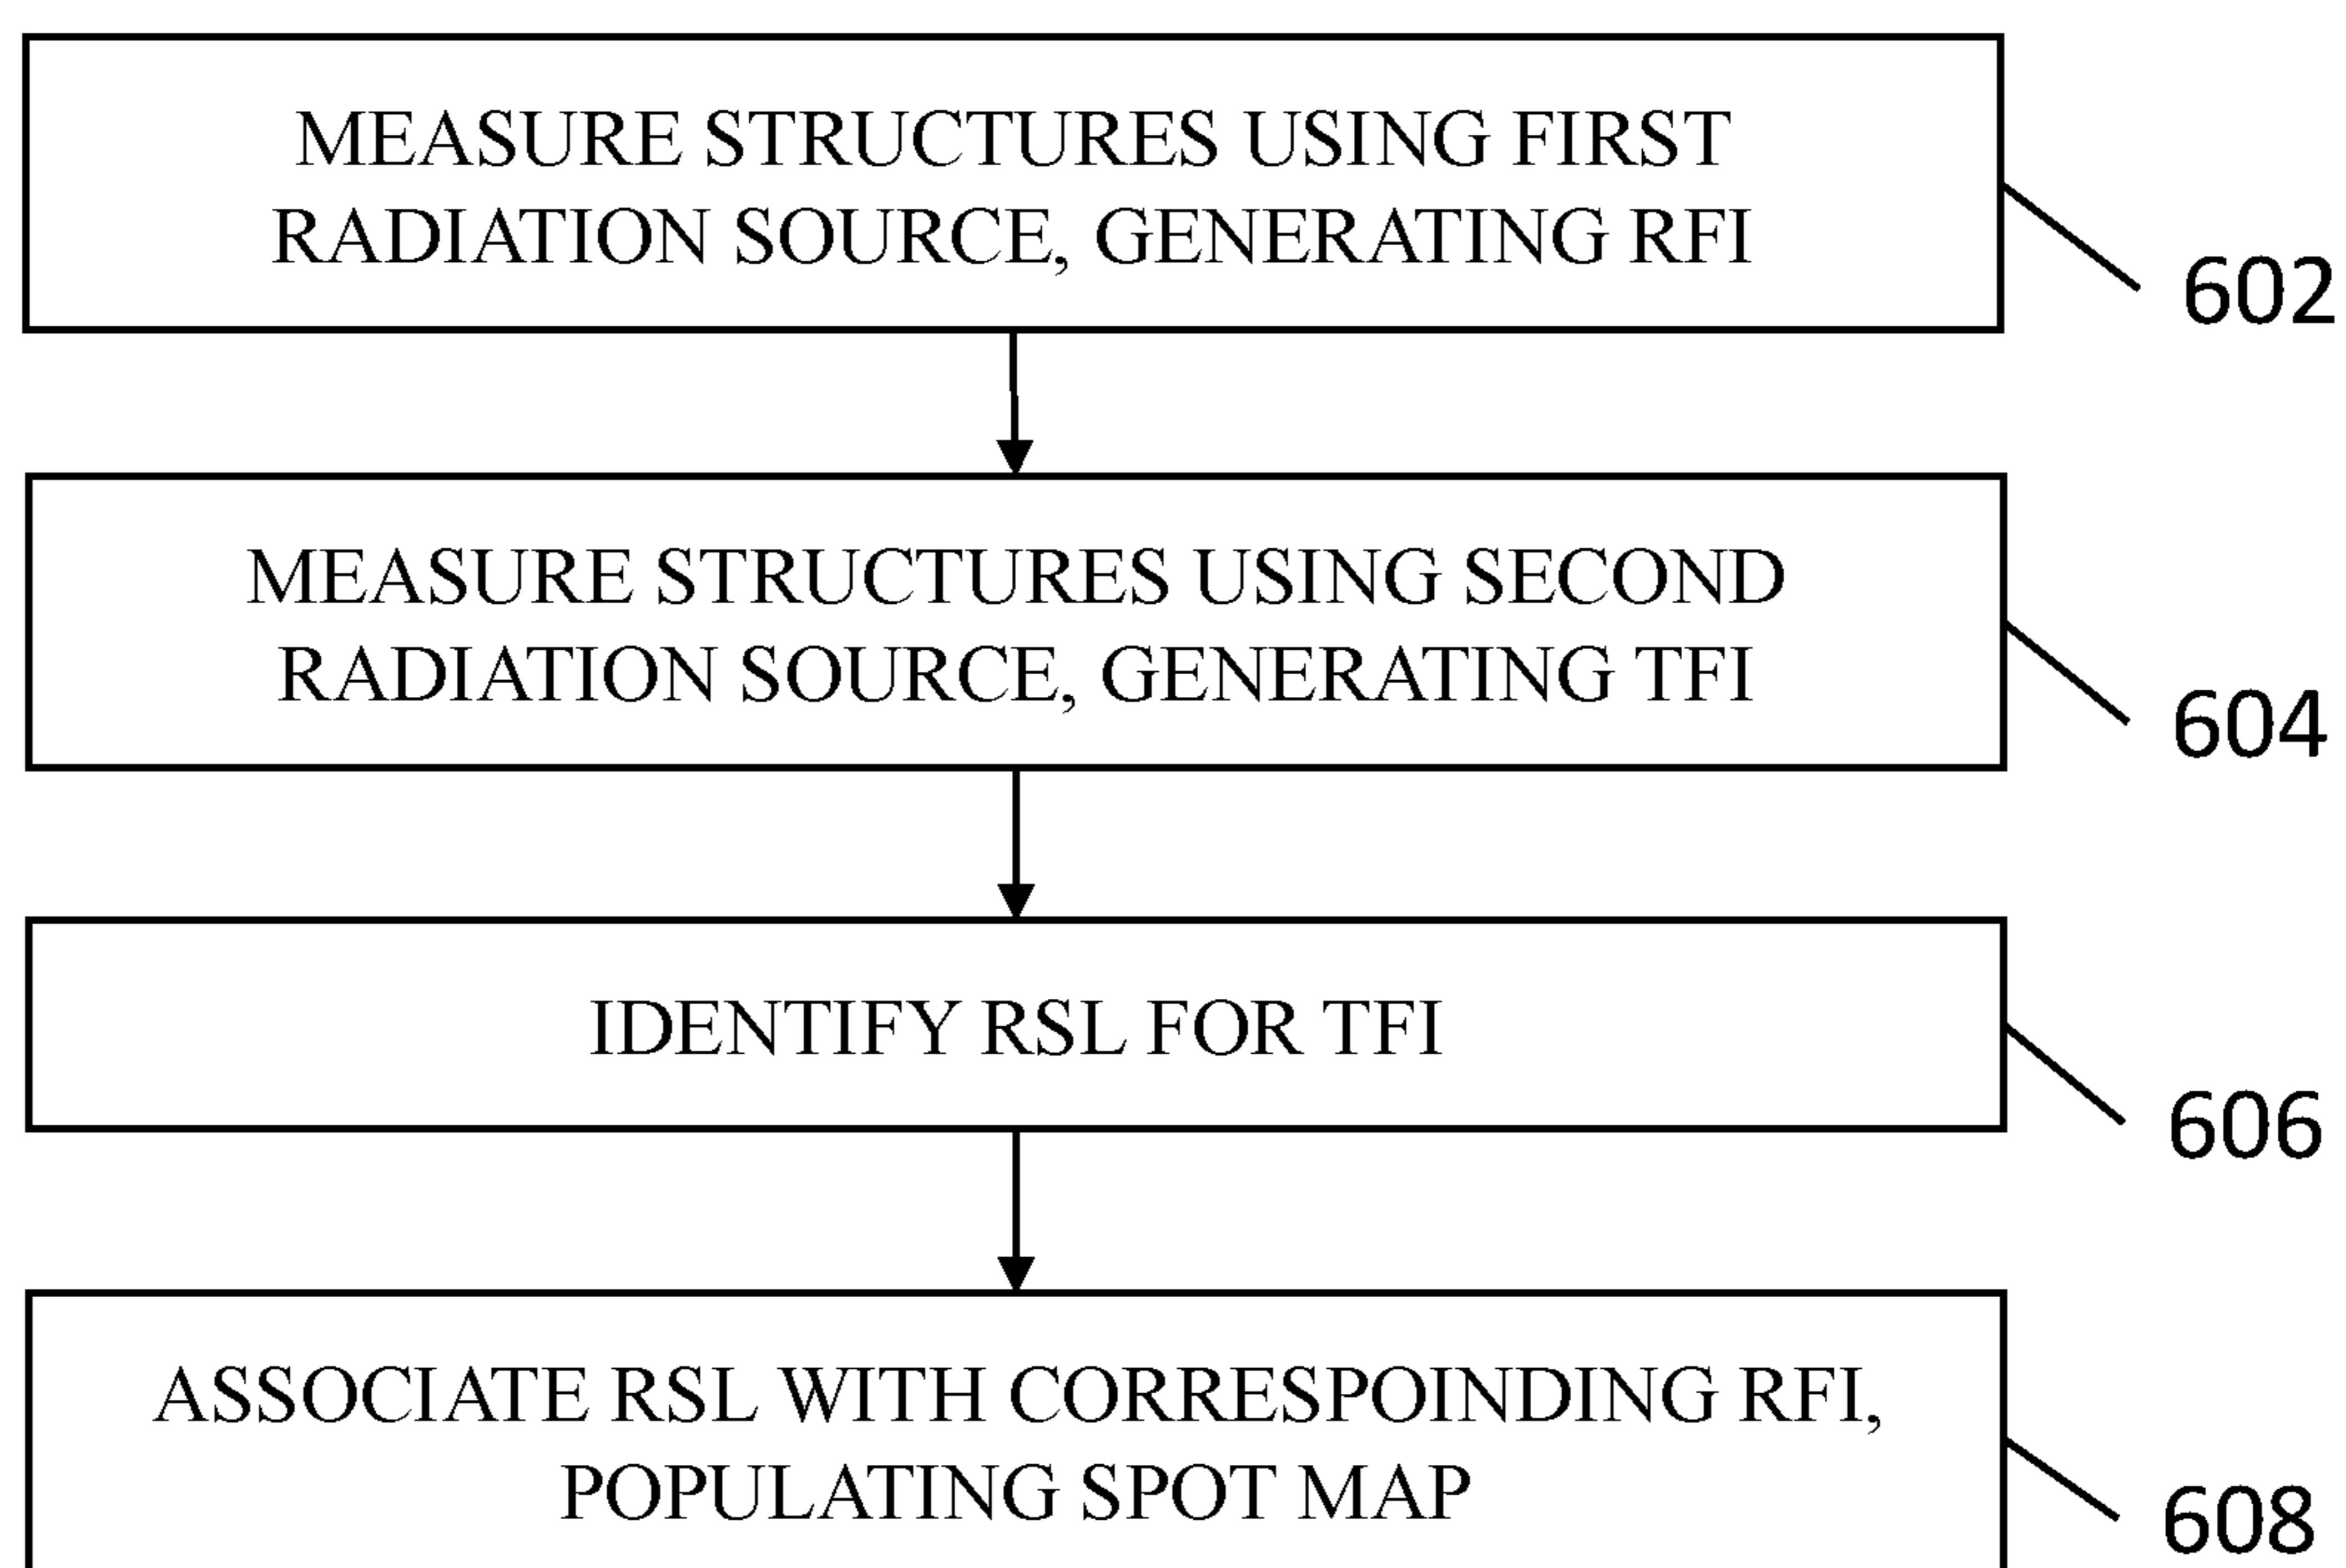 MEASURE STRUCTURES USING FIRST
RADIATION SOURCE, GENERATING RFI
602
MEASURE STRUCTURES USING SECOND
RADIATION SOURCE, GENERATING TFI
604
IDENTIFY RSL FOR TFI
606
ASSOCIATE RSL WITH CORRESPOINDING RFI,
POPULATING SPOT MAP
608